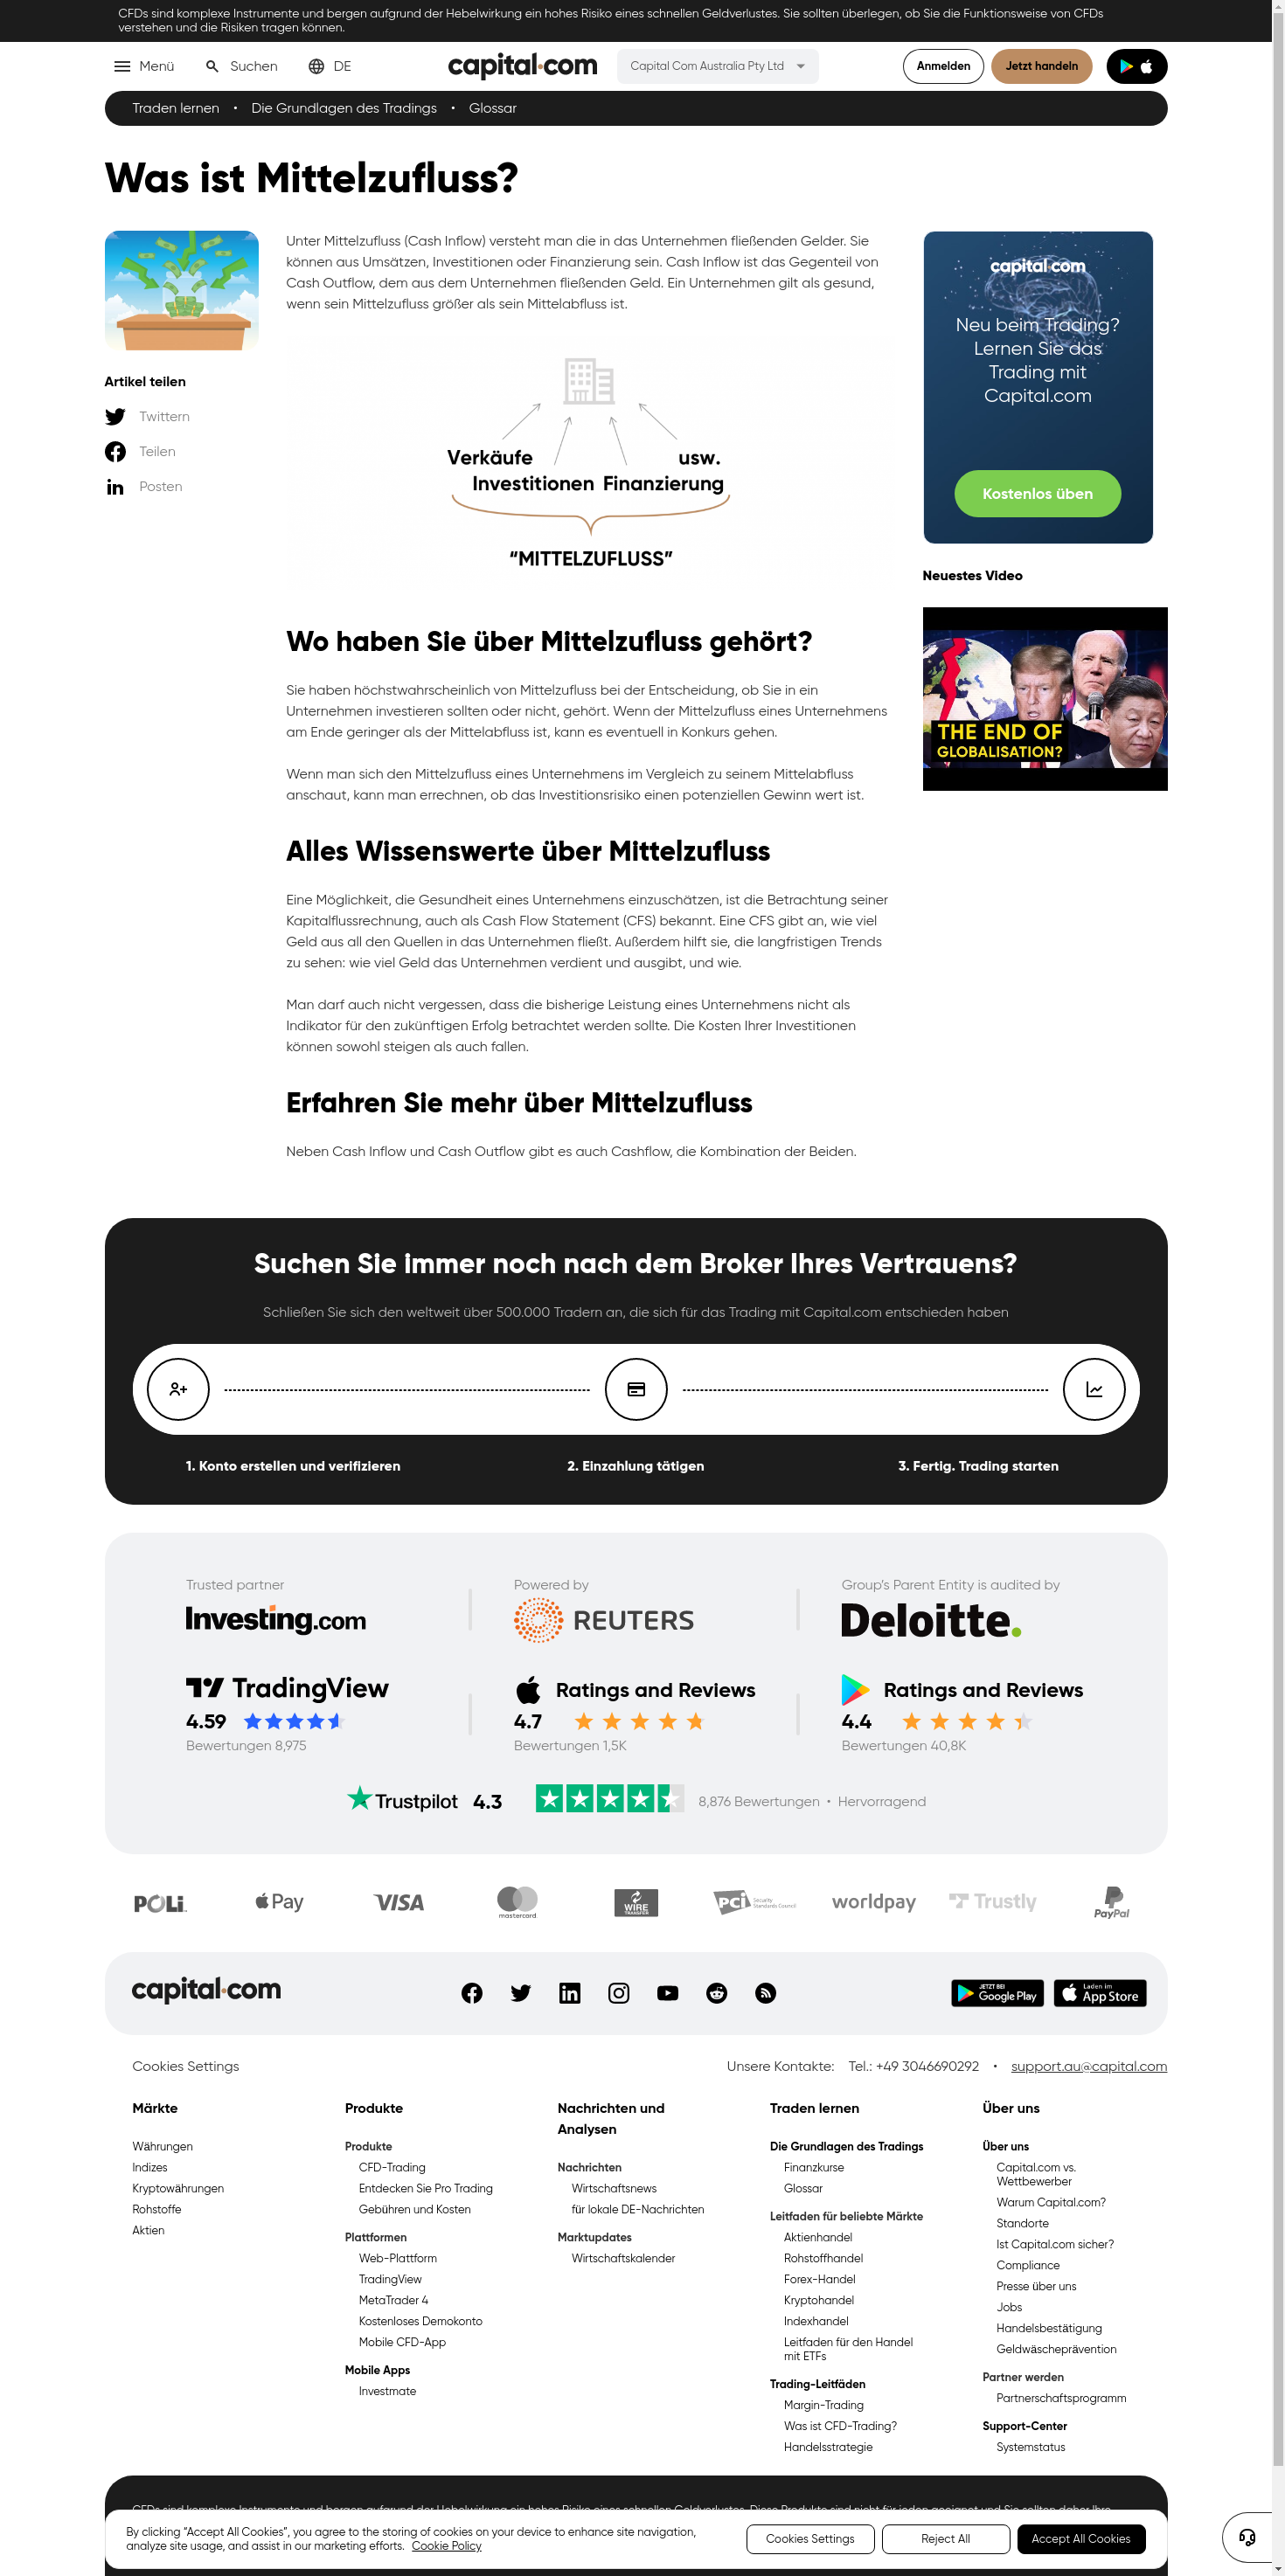 CFDs sind komplexe Instrumente und bergen aufgrund der Hebelwirkung ein hohes Risiko eines schnellen Geldverlustes. Sie sollten überlegen, ob Sie die Funktionsweise von CFDs
verstehen und die Risiken tragen können.
Menü
Suchen
DE
capital.com
Capital Com Australia Pty Ltd
Anmelden
Jetzt handeln
Traden lernen • Die Grundlagen des Tradings • Glossar
Was ist Mittelzufluss?
Artikel teilen
Twittern
Teilen
Posten
Unter Mittelzufluss (Cash Inflow) versteht man die in das Unternehmen fließenden Gelder. Sie
können aus Umsätzen, Investitionen oder Finanzierung sein. Cash Inflow ist das Gegenteil von
Cash Outflow, dem aus dem Unternehmen fließenden Geld. Ein Unternehmen gilt als gesund,
wenn sein Mittelzufluss größer als sein Mittelabfluss ist.
Verkäufe
usw.
Investitionen Finanzierung
“MITTELZUFLUSS”
Wo haben Sie über Mittelzufluss gehört?
Sie haben höchstwahrscheinlich von Mittelzufluss bei der Entscheidung, ob Sie in ein
Unternehmen investieren sollten oder nicht, gehört. Wenn der Mittelzufluss eines Unternehmens
am Ende geringer als der Mittelabfluss ist, kann es eventuell in Konkurs gehen.
Wenn man sich den Mittelzufluss eines Unternehmens im Vergleich zu seinem Mittelabfluss
anschaut, kann man errechnen, ob das Investitionsrisiko einen potenziellen Gewinn wert ist.
Alles Wissenswerte über Mittelzufluss
Eine Möglichkeit, die Gesundheit eines Unternehmens einzuschätzen, ist die Betrachtung seiner
Kapitalflussrechnung, auch als Cash Flow Statement (CFS) bekannt. Eine CFS gibt an, wie viel
Geld aus all den Quellen in das Unternehmen fließt. Außerdem hilft sie, die langfristigen Trends
zu sehen: wie viel Geld das Unternehmen verdient und ausgibt, und wie.
Man darf auch nicht vergessen, dass die bisherige Leistung eines Unternehmens nicht als
Indikator für den zukünftigen Erfolg betrachtet werden sollte. Die Kosten Ihrer Investitionen
können sowohl steigen als auch fallen.
Erfahren Sie mehr über Mittelzufluss
Neben Cash Inflow und Cash Outflow gibt es auch Cashflow, die Kombination der Beiden.
capital.com
Neu beim Trading?
Lernen Sie das
Trading mit
Capital.com
Kostenlos üben
Neuestes Video
THE END OF
GLOBALISATION?
Suchen Sie immer noch nach dem Broker Ihres Vertrauens?
Schließen Sie sich den weltweit über 500.000 Tradern an, die sich für das Trading mit Capital.com entschieden haben
1. Konto erstellen und verifizieren
2. Einzahlung tätigen
3. Fertig. Trading starten
Trusted partner
Investing.com
Powered by
REUTERS
Group’s Parent Entity is audited by
Deloitte.
TradingView
4.59
Bewertungen 8,975
Ratings and Reviews
4.7
Bewertungen 1,5K
Ratings and Reviews
4.4
Bewertungen 40,8K
Trustpilot 4.3
8,876 Bewertungen • Hervorragend
POLi
Pay
VISA
mastercard
WIRE
TRANSFER
PCi Security
Standards Council
worldpay
Trustly
PayPal
capital.com
JETZT BEI
Google Play
Laden im
App Store
Cookies Settings
Unsere Kontakte: Tel.: +49 3046690292 • support.au@capital.com
Märkte
Währungen
Indizes
Kryptowährungen
Rohstoffe
Aktien
Produkte
Produkte
CFD-Trading
Entdecken Sie Pro Trading
Gebühren und Kosten
Plattformen
Web-Plattform
TradingView
MetaTrader 4
Kostenloses Demokonto
Mobile CFD-App
Mobile Apps
Investmate
Nachrichten und
Analysen
Nachrichten
Wirtschaftsnews
für lokale DE-Nachrichten
Marktupdates
Wirtschaftskalender
Traden lernen
Die Grundlagen des Tradings
Finanzkurse
Glossar
Leitfaden für beliebte Märkte
Aktienhandel
Rohstoffhandel
Forex-Handel
Kryptohandel
Indexhandel
Leitfaden für den Handel
mit ETFs
Trading-Leitfäden
Margin-Trading
Was ist CFD-Trading?
Handelsstrategie
Über uns
Über uns
Capital.com vs.
Wettbewerber
Warum Capital.com?
Standorte
Ist Capital.com sicher?
Compliance
Presse über uns
Jobs
Handelsbestätigung
Geldwäscheprävention
Partner werden
Partnerschaftsprogramm
Support-Center
Systemstatus
CFDs sind komplexe Instrumente und bergen aufgrund der Hebelwirkung ein hohes Risiko eines schnellen Geldverlustes. Diese Produkte sind nicht für jeden geeignet und Sie sollten daher Ihre
By clicking “Accept All Cookies”, you agree to the storing of cookies on your device to enhance site navigation,
analyze site usage, and assist in our marketing efforts. Cookie Policy
Cookies Settings
Reject All
Accept All Cookies